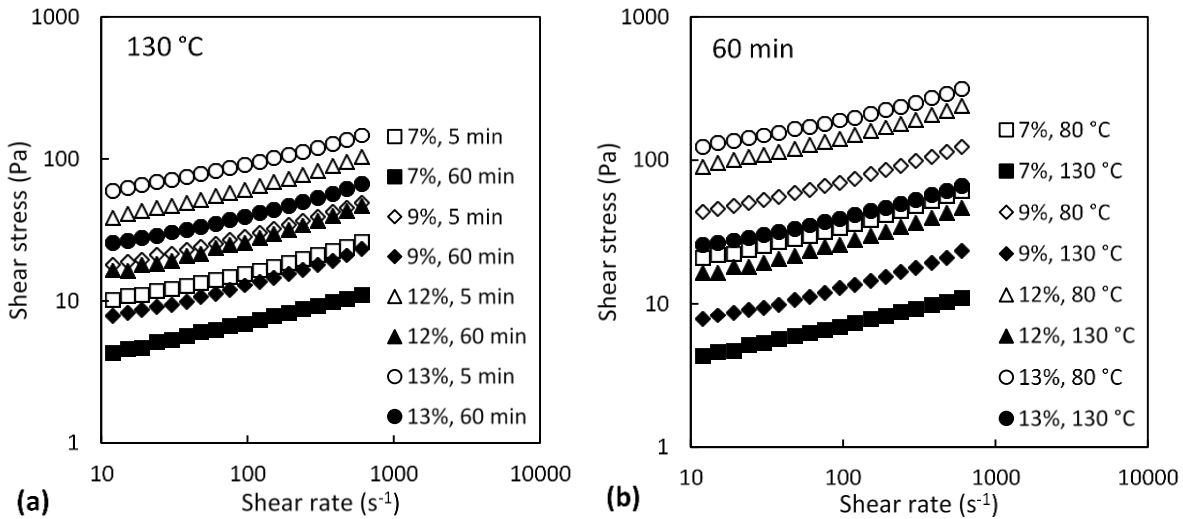 130 °C
Shear stress (Pa)
1000
100
10
1
7%, 5 min
7%, 60 min
9%, 5 min
9%, 60 min
12%, 5 min
12%, 60 min
13%, 5 min
13%, 60 min
10
100
1000
10000
Shear rate (s⁻¹)
(a)
60 min
Shear stress (Pa)
1000
100
10
1
7%, 80 °C
7%, 130 °C
9%, 80 °C
9%, 130 °C
12%, 80 °C
12%, 130 °C
13%, 80 °C
13%, 130 °C
10
100
1000
10000
Shear rate (s⁻¹)
(b)